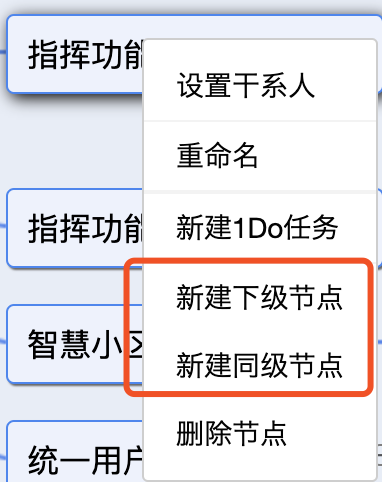 指挥功能
设置干系人
重命名
指挥功能
新建1Do任务
新建下级节点
智慧小区
新建同级节点
删除节点
统一用户